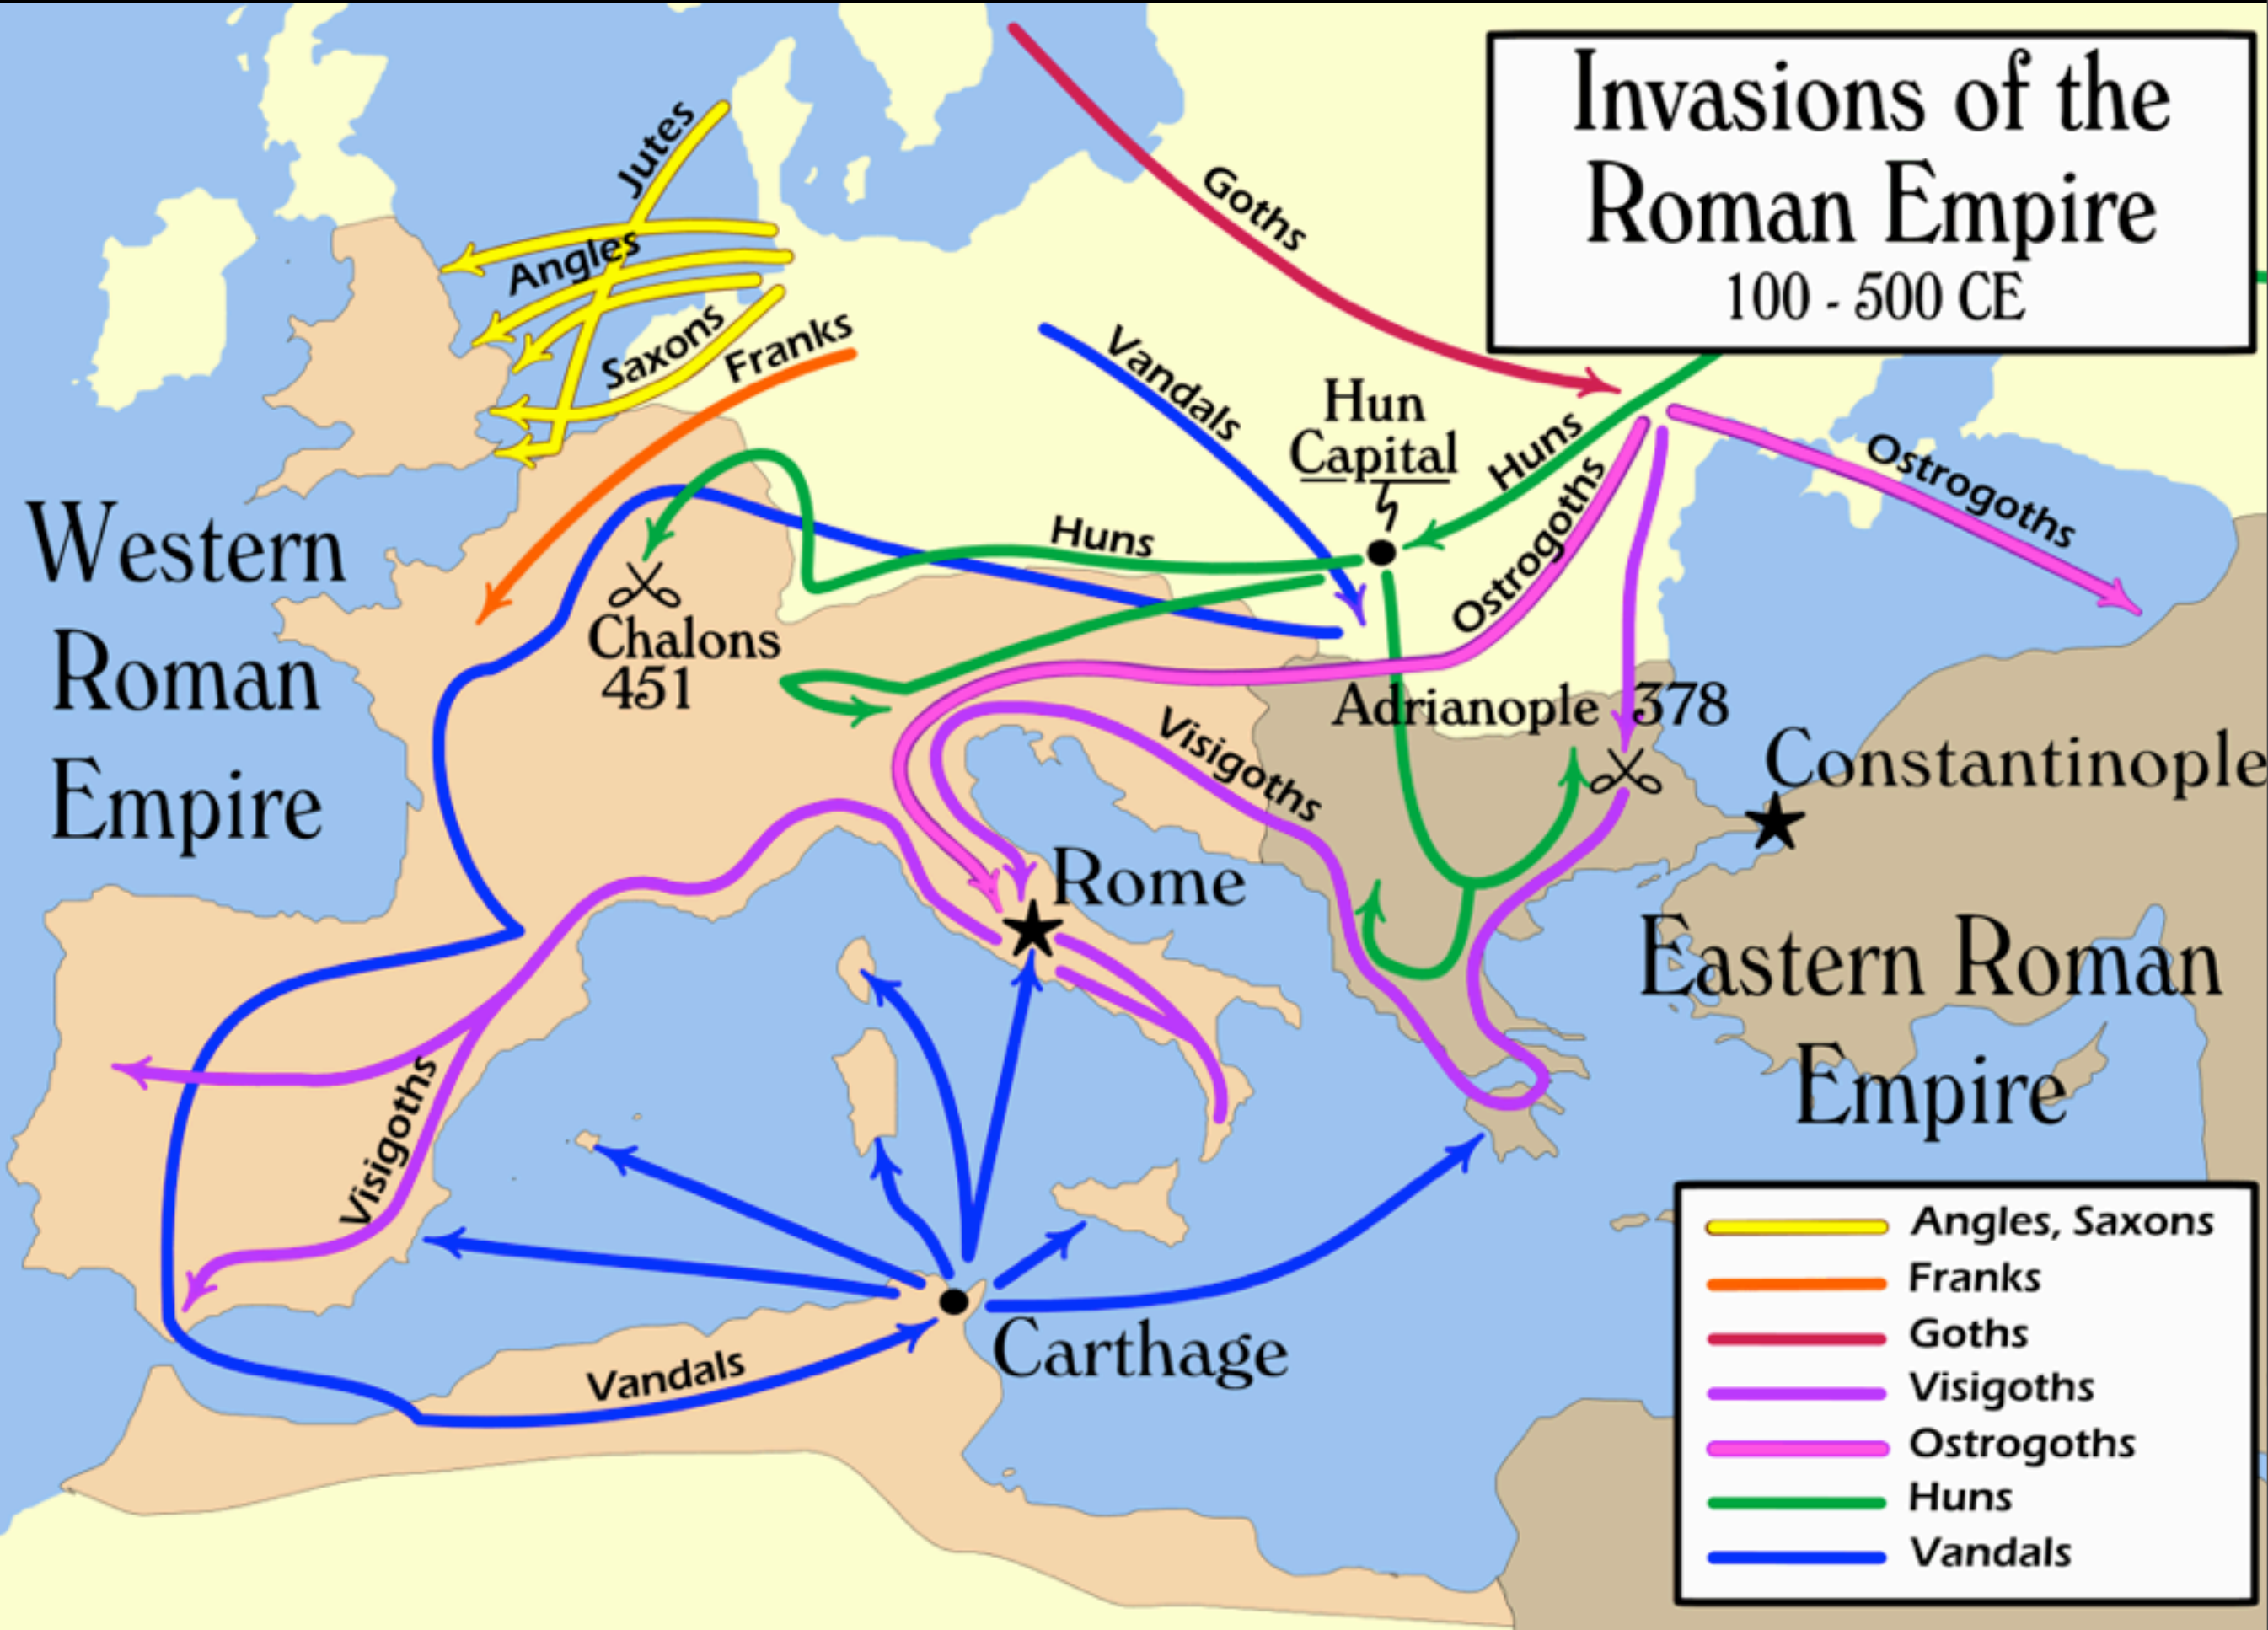 Invasions of the
Roman Empire
100 - 500 CE
Jutes
Angles
Saxons
Franks
Goths
Vandals
Hun
Capital
Huns
Ostrogoths
Ostrogoths
Huns
Western
Roman
Empire
Chalons
451
Adrianople 378
Constantinople
Visigoths
Rome
Eastern Roman
Empire
Visigoths
Vandals
Carthage
Angles, Saxons
Franks
Goths
Visigoths
Ostrogoths
Huns
Vandals